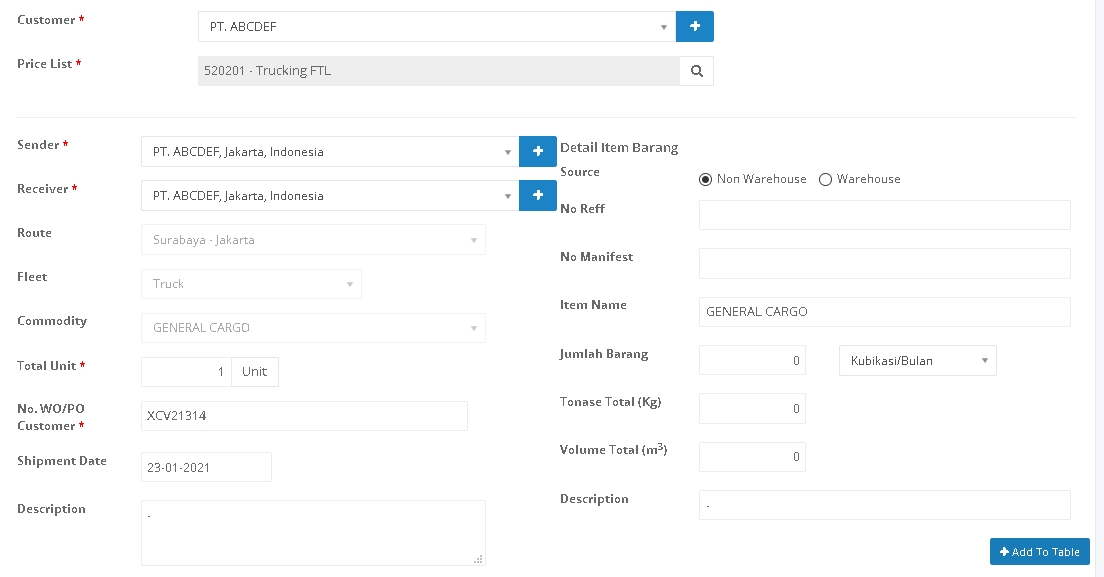 Customer *
PT. ABCDEF
Price List *
520201 - Trucking FTL
Sender *
PT. ABCDEF, Jakarta, Indonesia
Receiver *
PT. ABCDEF, Jakarta, Indonesia
Route
Surabaya - Jakarta
Fleet
Truck
Commodity
GENERAL CARGO
Total Unit *
1 Unit
No. WO/PO
Customer *
XCV21314
Shipment Date
23-01-2021
Description
-
Detail Item Barang
Source
Non Warehouse Warehouse
No Reff
No Manifest
Item Name
GENERAL CARGO
Jumlah Barang
0 Kubikasi/Bulan
Tonase Total (Kg)
0
Volume Total (m³)
0
Description
-
Add To Table